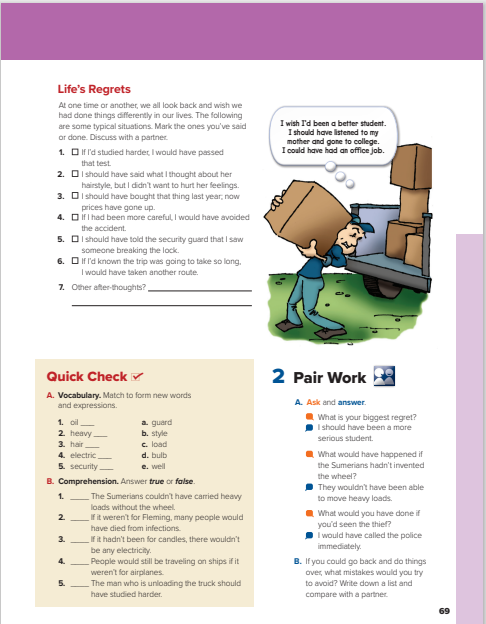 Life's Regrets
At one time or another, we all look back and wish we
had done things differently in our lives. The following
are some typical situations. Mark the ones you've said
or done. Discuss with a partner.
1. ☐ If I'd studied harder, I would have passed
that test.
2. ☐ I should have said what I thought about her
hairstyle, but I didn't want to hurt her feelings.
3. ☐ I should have bought that thing last year; now
prices have gone up.
4. ☐ If I had been more careful, I would have avoided
the accident.
5. ☐ I should have told the security guard that I saw
someone breaking the lock.
6. ☐ If I'd known the trip was going to take so long,
I would have taken another route.
7. Other after-thoughts? ____
I wish I'd been a better student.
I should have listened to my
mother and gone to college.
I could have had an office job.
Quick Check
A. Vocabulary. Match to form new words
and expressions.
1. oil ___ a. guard
2. heavy ___ b. style
3. hair ___ c. load
4. electric ___ d. bulb
5. security ___ e. well
B. Comprehension. Answer true or false.
1. ____ The Sumerians couldn't have carried heavy
loads without the wheel.
2. ____ If it weren't for Fleming, many people would
have died from infections.
3. ____ If it hadn't been for candles, there wouldn't
be any electricity.
4. ____ People would still be traveling on ships if it
weren't for airplanes.
5. ____ The man who is unloading the truck should
have studied harder.
2 Pair Work
A. Ask and answer.
What is your biggest regret?
I should have been a more
serious student.
What would have happened if
the Sumerians hadn't invented
the wheel?
They wouldn't have been able
to move heavy loads.
What would you have done if
you'd seen the thief?
I would have called the police
immediately.
B. If you could go back and do things
over, what mistakes would you try
to avoid? Write down a list and
compare with a partner.
69